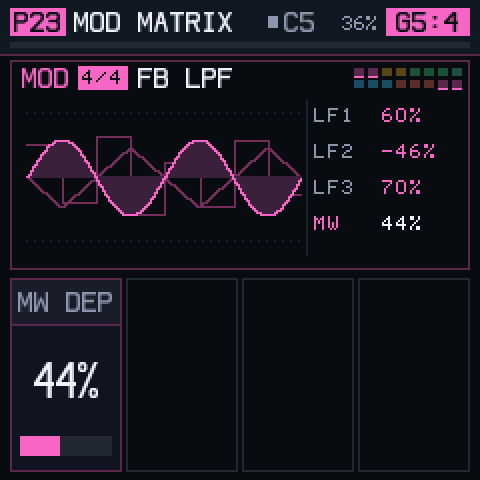 P23 MOD MATRIX C5 36% G5:4
MOD 4/4 FB LPF
LF1 60%
LF2 -46%
LF3 70%
MW 44%
MW DEP
44%